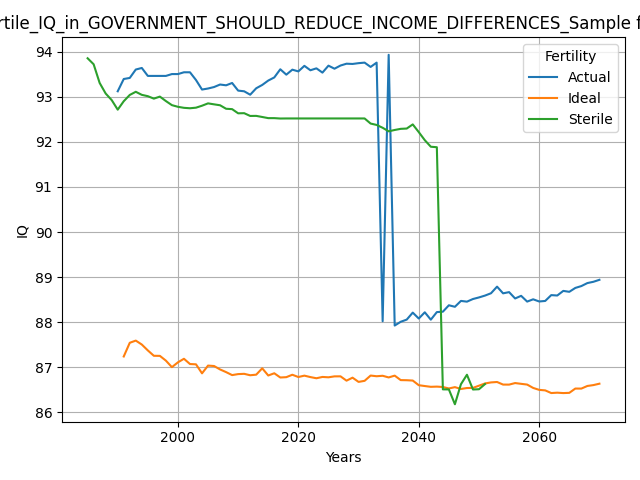 rtile_IQ_in_GOVERNMENT_SHOULD_REDUCE_INCOME_DIFFERENCES_Sample f
94
93
92
91
90
89
88
87
86
IQ
2000
2020
2040
2060
Years
Fertility
Actual
Ideal
Sterile